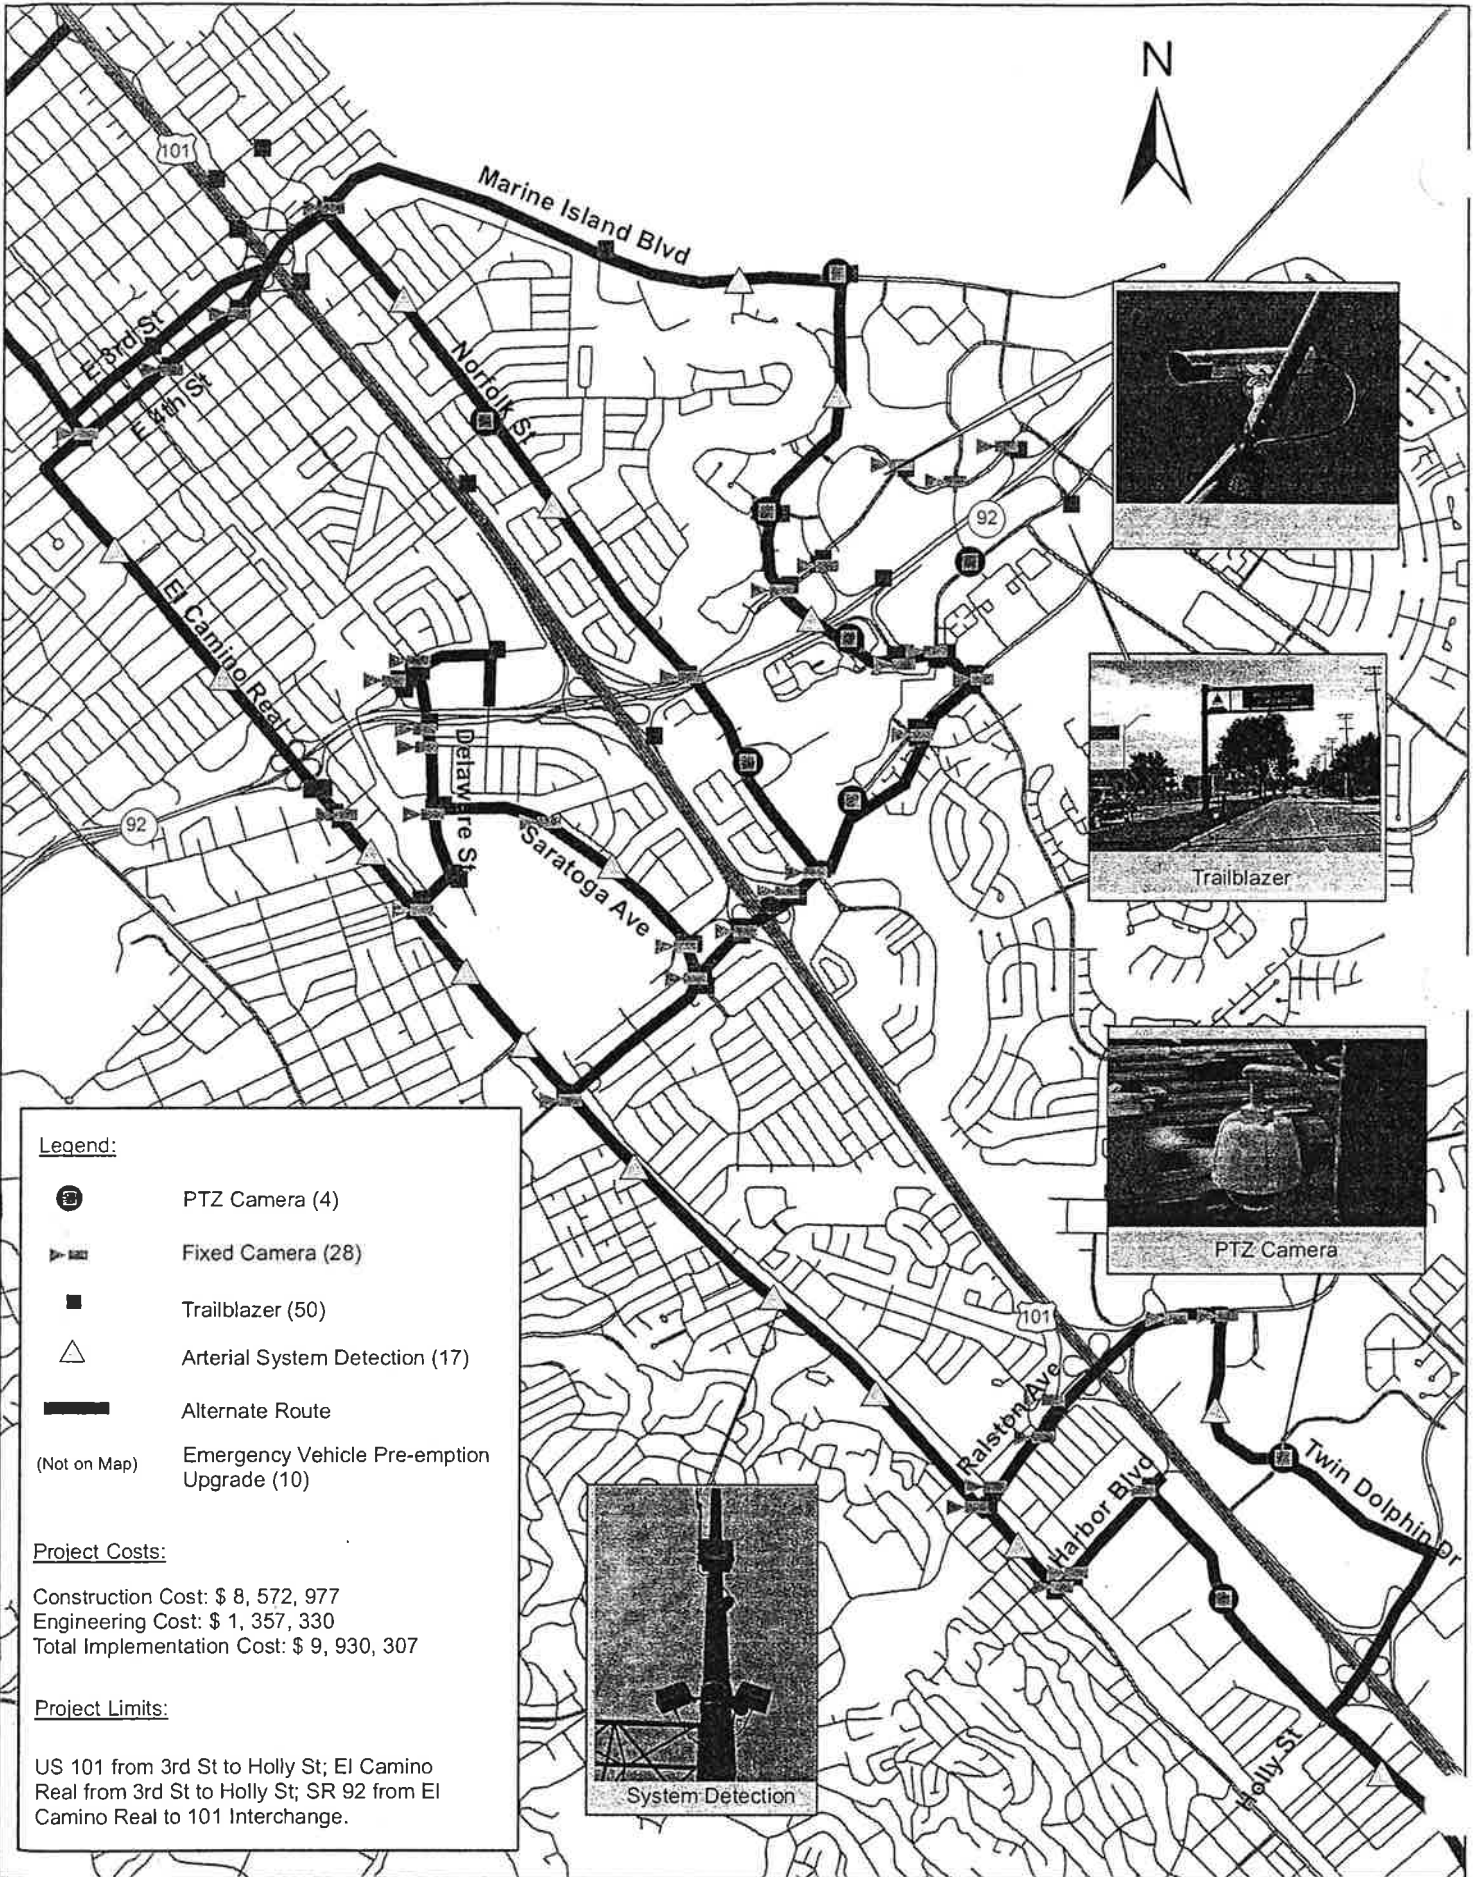 N
101
Marine Island Blvd
E 3rd St
E 4th St
Norfolk St
92
El Camino Real
Delaware St
92
Saratoga Ave
Trailblazer
PTZ Camera
101
Ralston Ave
Harbor Blvd
Twin Dolphin Dr
Holly St
System Detection
Legend:
PTZ Camera (4)
Fixed Camera (28)
Trailblazer (50)
Arterial System Detection (17)
Alternate Route
(Not on Map)
Emergency Vehicle Pre-emption
Upgrade (10)
Project Costs:
Construction Cost: $ 8, 572, 977
Engineering Cost: $ 1, 357, 330
Total Implementation Cost: $ 9, 930, 307
Project Limits:
US 101 from 3rd St to Holly St; El Camino
Real from 3rd St to Holly St; SR 92 from El
Camino Real to 101 Interchange.